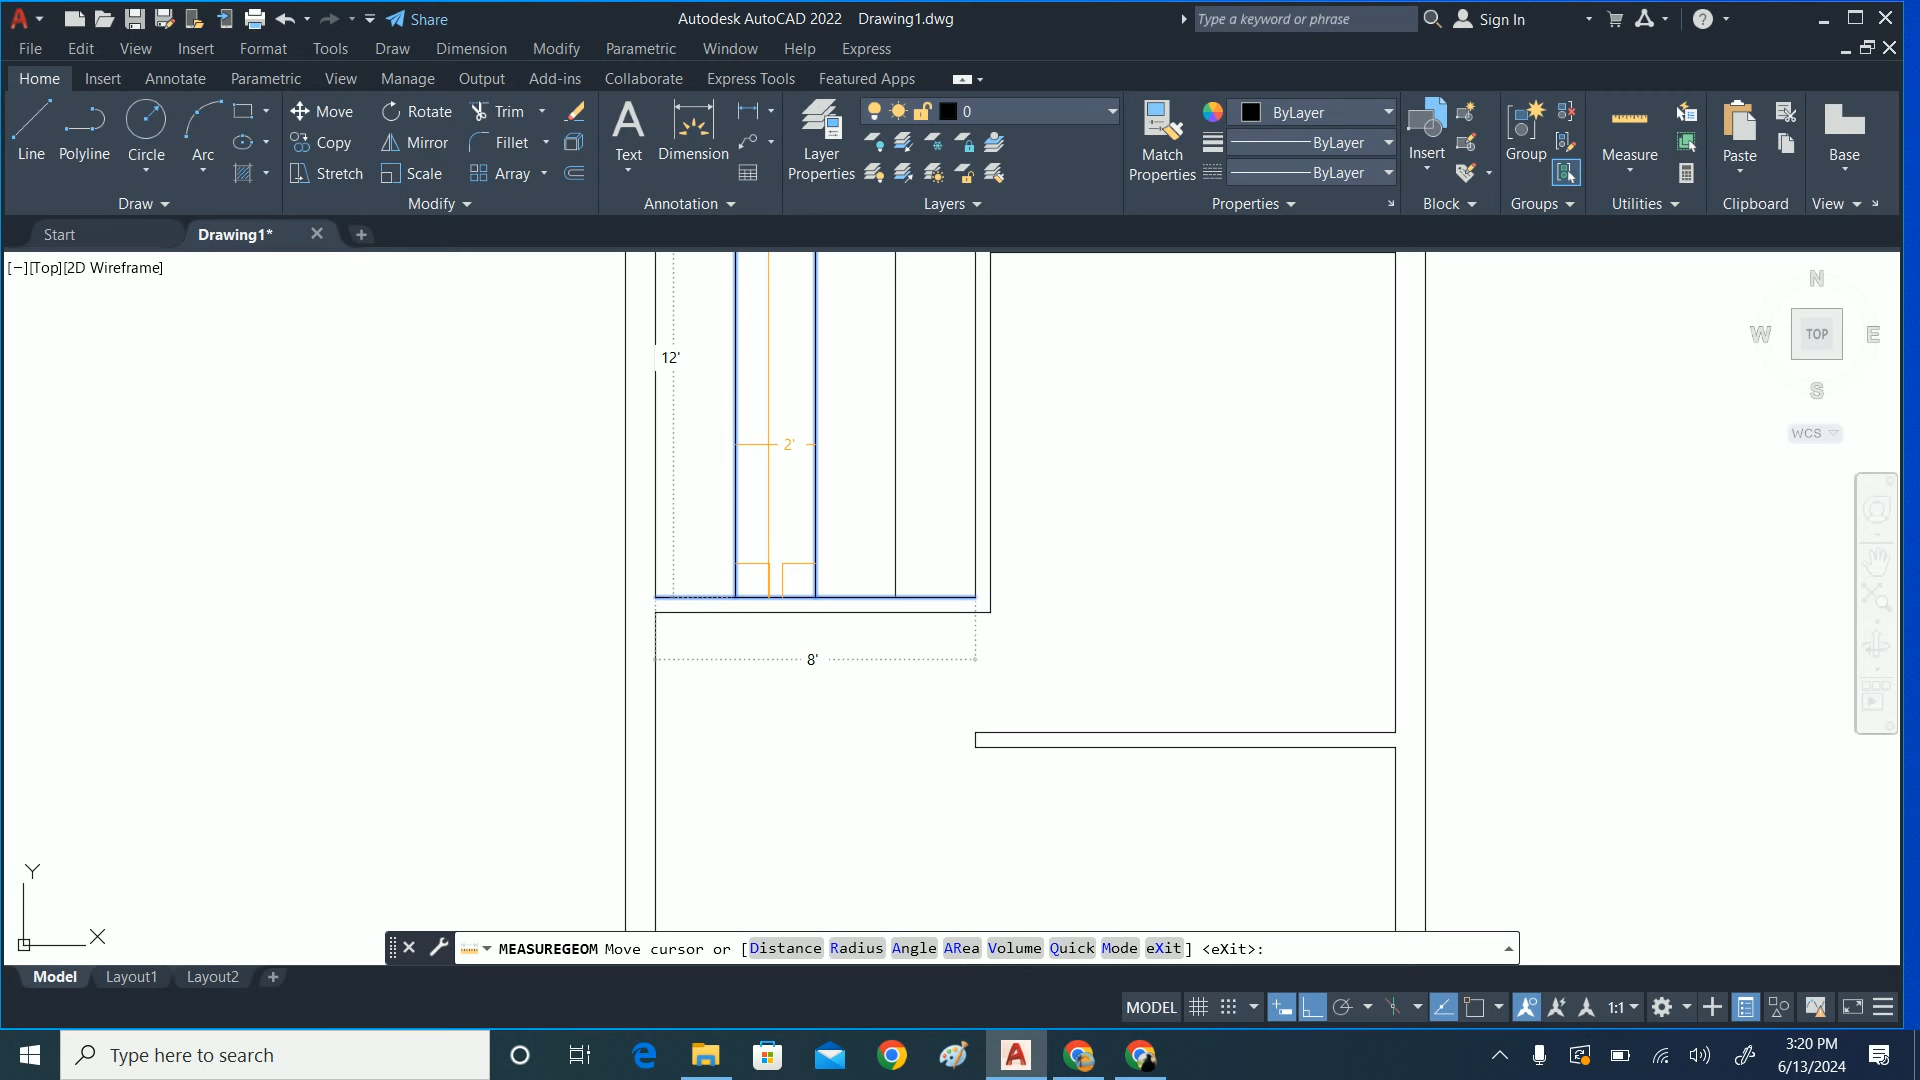 Share
Autodesk AutoCAD 2022 Drawing1.dwg
Type a keyword or phrase
Sign In
File Edit View Insert Format Tools Draw Dimension Modify Parametric Window Help Express
Home Insert Annotate Parametric View Manage Output Add-ins Collaborate Express Tools Featured Apps
Line Polyline Circle Arc
Move Rotate Trim
Copy Mirror Fillet
Stretch Scale Array
Text Dimension
Layer Properties
0
Match Properties
ByLayer
ByLayer
ByLayer
Insert
Group
Measure
Paste
Base
Draw Modify Annotation Layers Properties Block Groups Utilities Clipboard View
Start Drawing1*
[−][Top][2D Wireframe]
N
W TOP E
S
WCS
12'
2'
8'
Y
X
MEASUREGEOM Move cursor or [Distance Radius Angle ARea Volume Quick Mode eXit] <eXit>:
Model Layout1 Layout2
MODEL 1:1
Type here to search
3:20 PM
6/13/2024